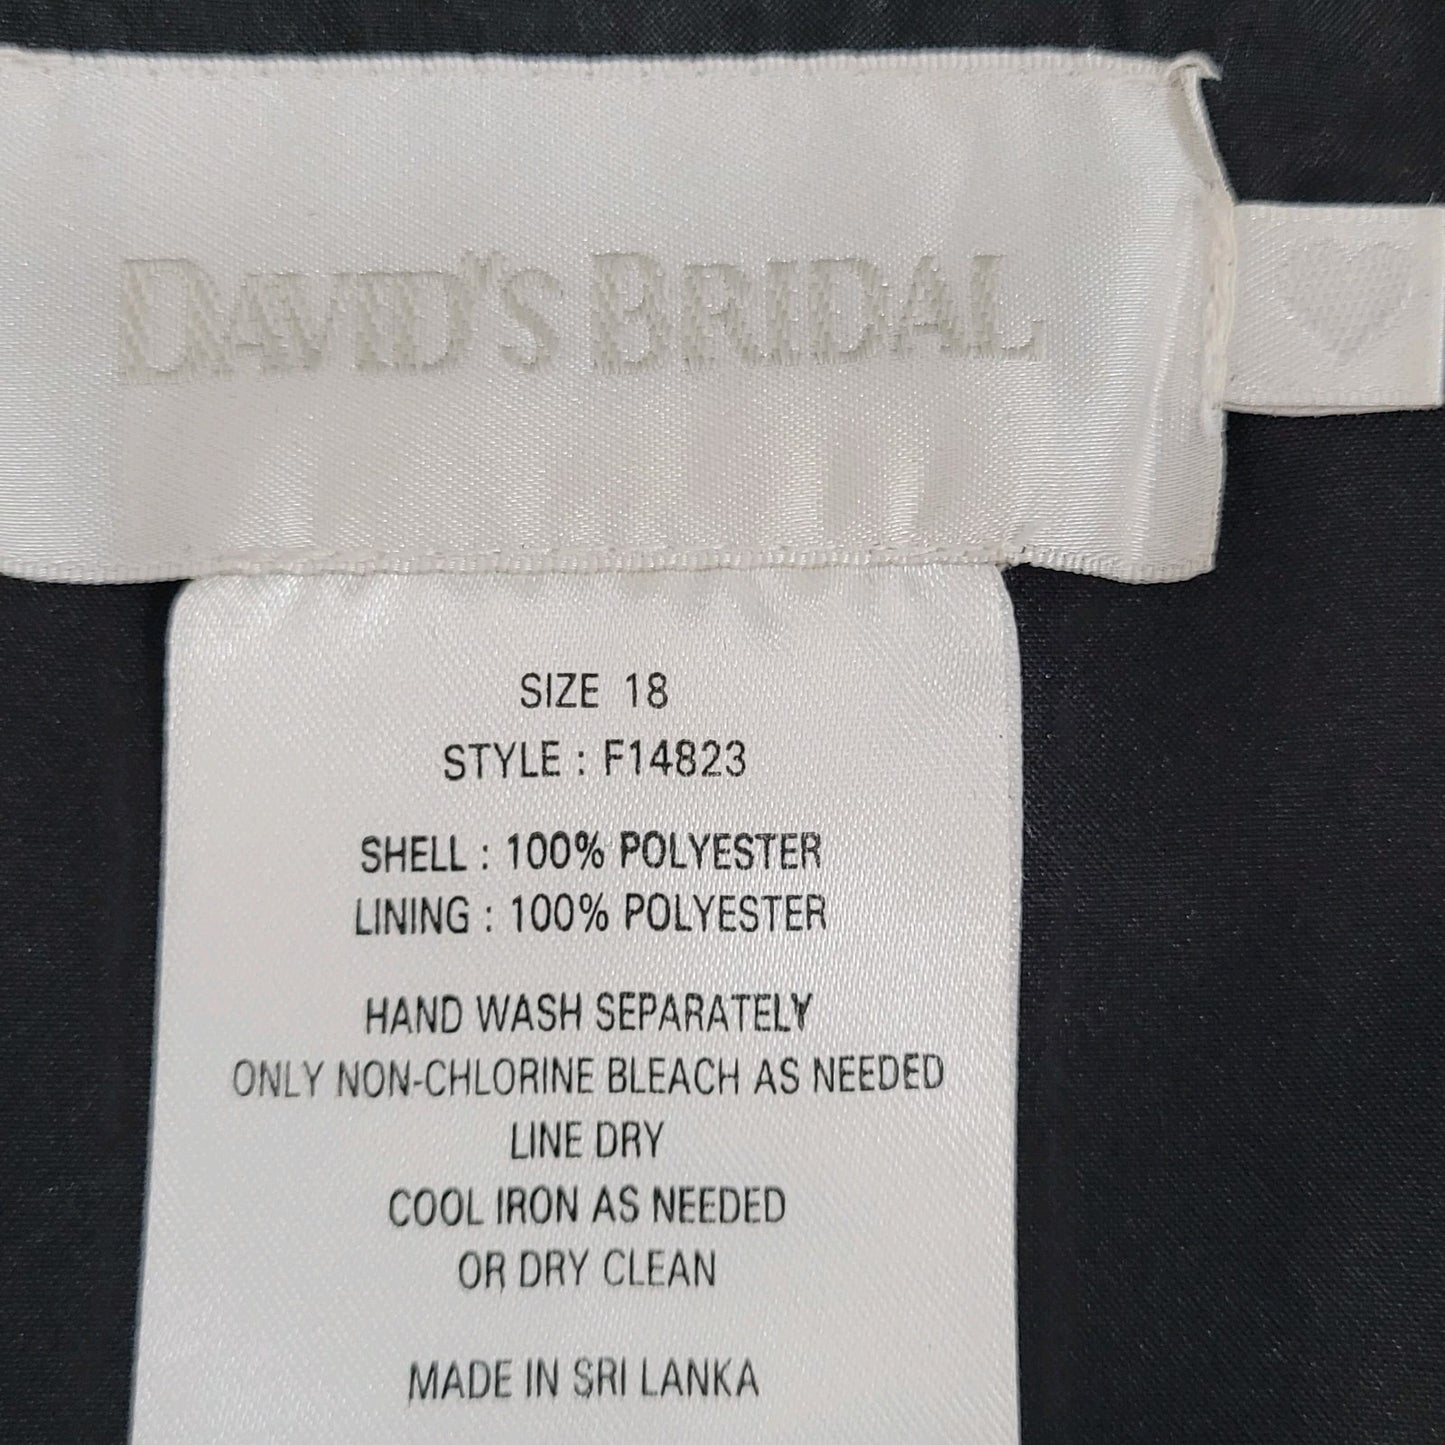 DAVID'S BRIDAL
SIZE 18
STYLE : F14823
SHELL : 100% POLYESTER
LINING : 100% POLYESTER
HAND WASH SEPARATELY
ONLY NON-CHLORINE BLEACH AS NEEDED
LINE DRY
COOL IRON AS NEEDED
OR DRY CLEAN
MADE IN SRI LANKA